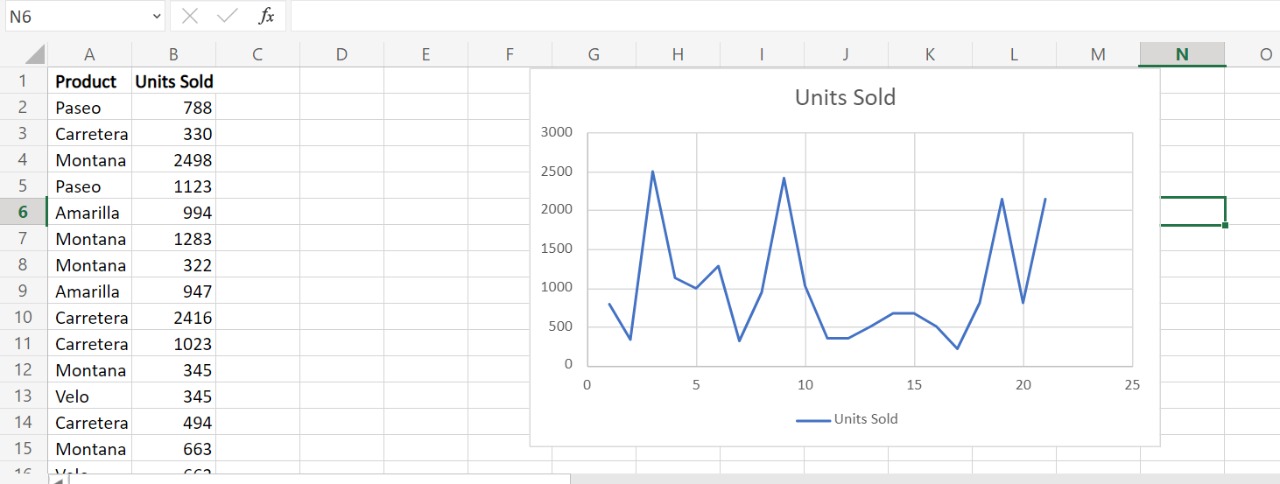 N6 fx
A B C D E F G H I J K L M N O
1 Product Units Sold
2 Paseo 788
3 Carretera 330
4 Montana 2498
5 Paseo 1123
6 Amarilla 994
7 Montana 1283
8 Montana 322
9 Amarilla 947
10 Carretera 2416
11 Carretera 1023
12 Montana 345
13 Velo 345
14 Carretera 494
15 Montana 663
Units Sold
3000
2500
2000
1500
1000
500
0
0 5 10 15 20 25
Units Sold